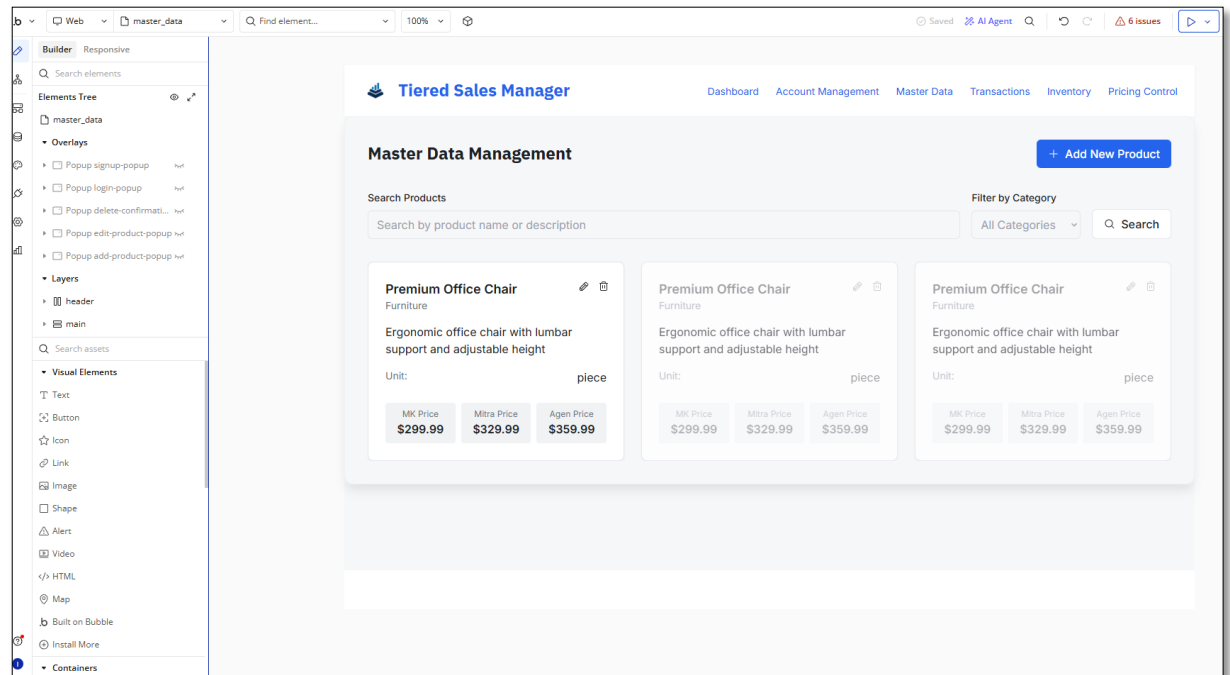 Web
master_data
Find element...
100%
Saved
AI Agent
6 issues
Builder Responsive
Search elements
Elements Tree
master_data
Overlays
Popup signup-popup
Popup login-popup
Popup delete-confirmati...
Popup edit-product-popup
Popup add-product-popup
Layers
header
main
Search assets
Visual Elements
Text
Button
Icon
Link
Image
Shape
Alert
Video
HTML
Map
Built on Bubble
Install More
Containers
Tiered Sales Manager
Dashboard Account Management Master Data Transactions Inventory Pricing Control
Master Data Management
+ Add New Product
Search Products
Search by product name or description
Filter by Category
All Categories
Search
Premium Office Chair
Furniture
Ergonomic office chair with lumbar
support and adjustable height
Unit: piece
MK Price Mitra Price Agen Price
$299.99 $329.99 $359.99
Premium Office Chair
Furniture
Ergonomic office chair with lumbar
support and adjustable height
Unit: piece
MK Price Mitra Price Agen Price
$299.99 $329.99 $359.99
Premium Office Chair
Furniture
Ergonomic office chair with lumbar
support and adjustable height
Unit: piece
MK Price Mitra Price Agen Price
$299.99 $329.99 $359.99